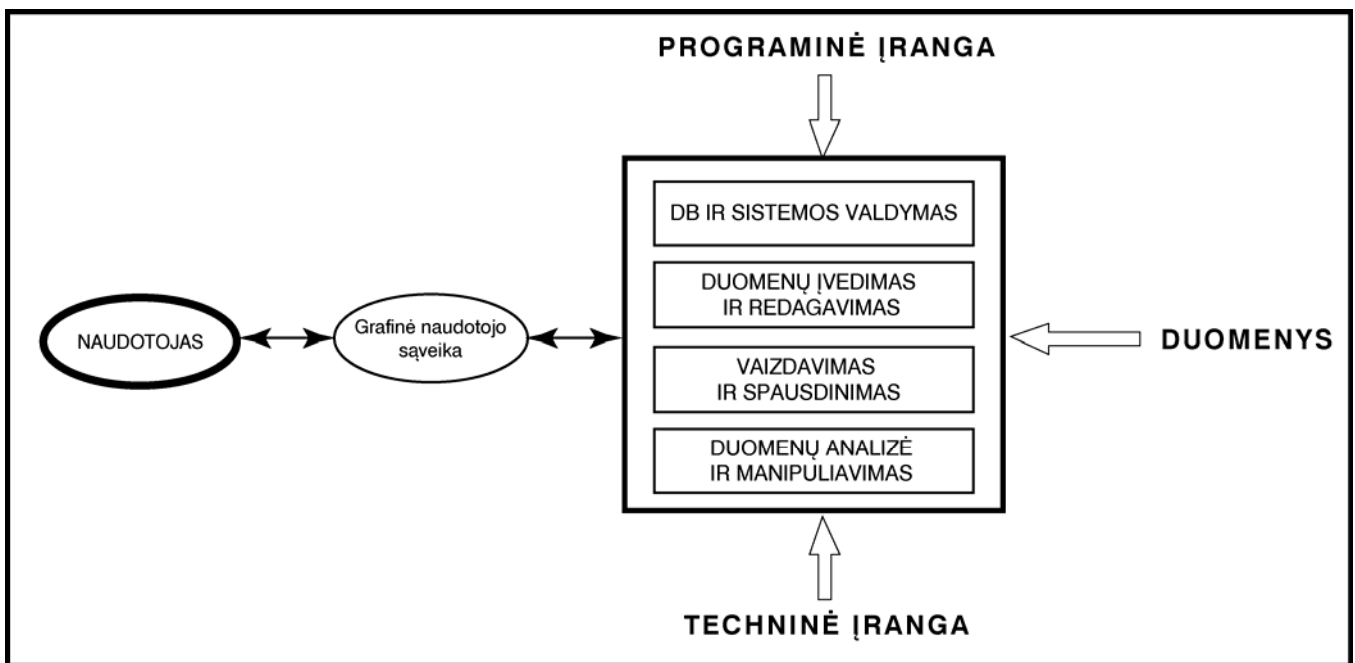 PROGRAMINĖ ĮRANGA
DB IR SISTEMOS VALDYMAS
DUOMENŲ ĮVEDIMAS
IR REDAGAVIMAS
NAUDOTOJAS
Grafinė naudotojo
sąveika
DUOMENYS
VAIZDAVIMAS
IR SPAUSDINIMAS
DUOMENŲ ANALIZĖ
IR MANIPULIAVIMAS
TECHNINĖ ĮRANGA